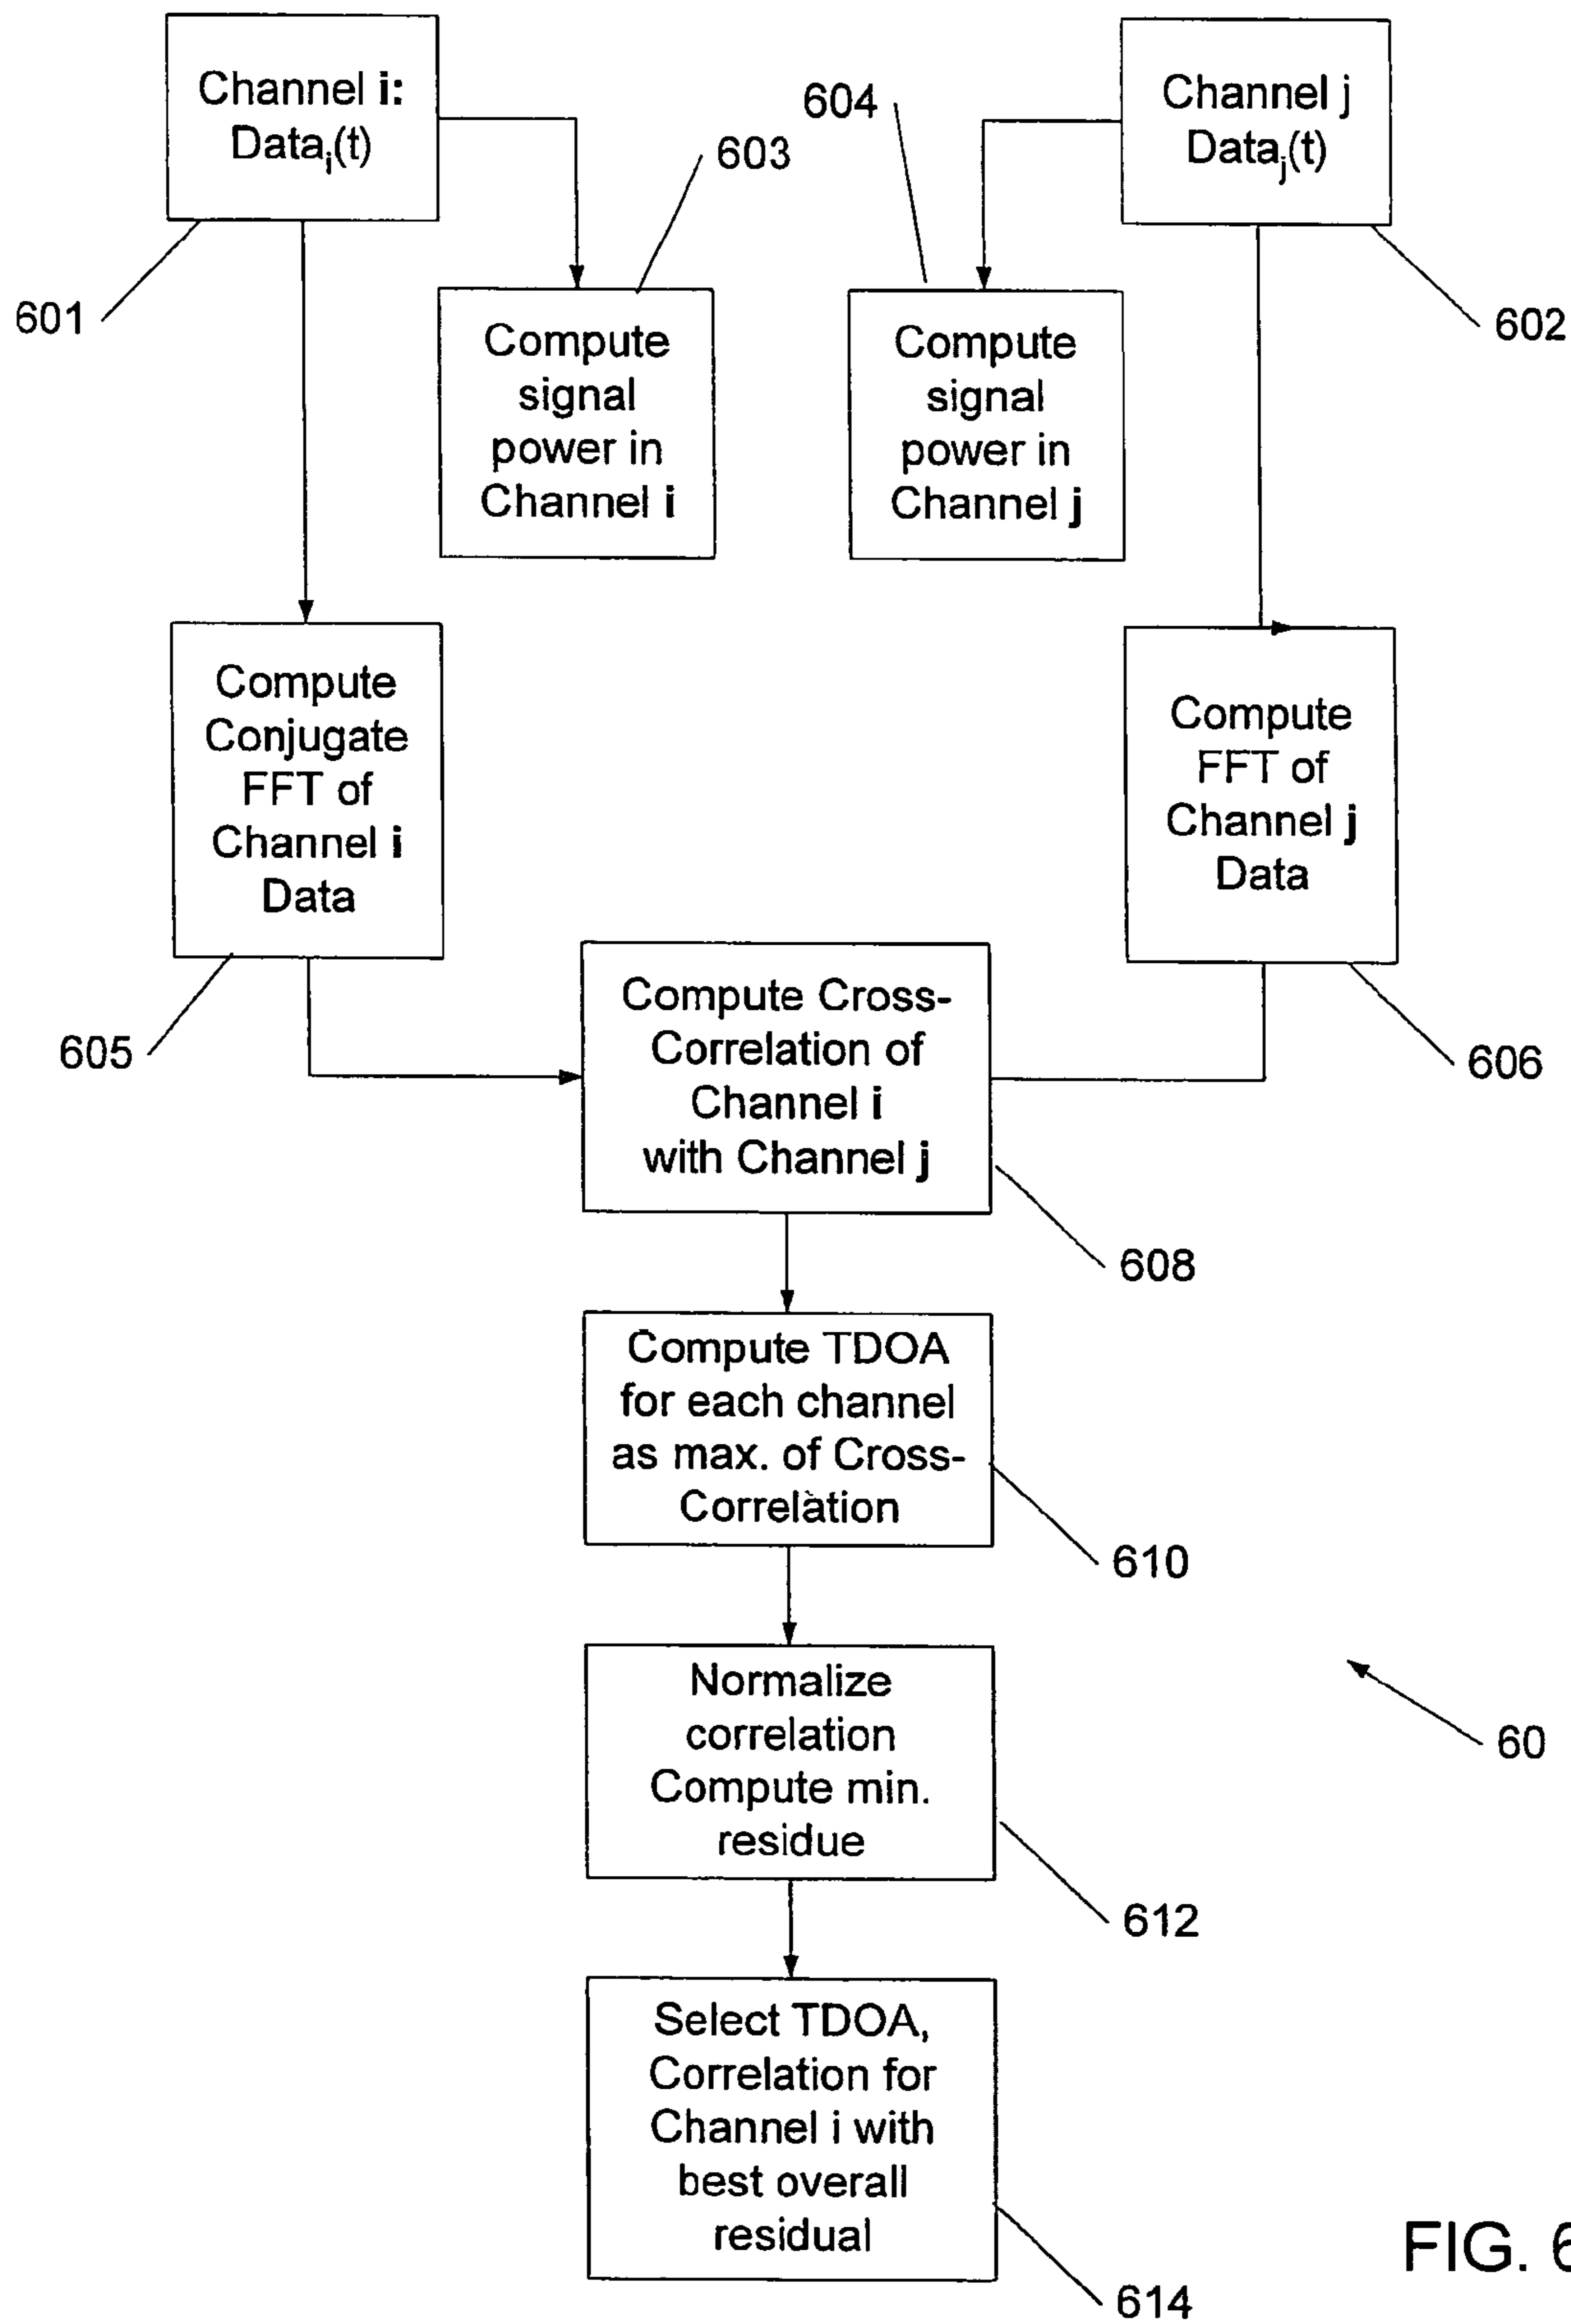 Channel i:
Dataᵢ(t)
601
603
Compute
signal
power in
Channel i
604
Channel j
Dataⱼ(t)
602
Compute
signal
power in
Channel j
Compute
Conjugate
FFT of
Channel i
Data
605
Compute
FFT of
Channel j
Data
606
Compute Cross-
Correlation of
Channel i
with Channel j
608
Compute TDOA
for each channel
as max. of Cross-
Correlation
610
Normalize
correlation
Compute min.
residue
612
60
Select TDOA,
Correlation for
Channel i with
best overall
residual
614
FIG. 6